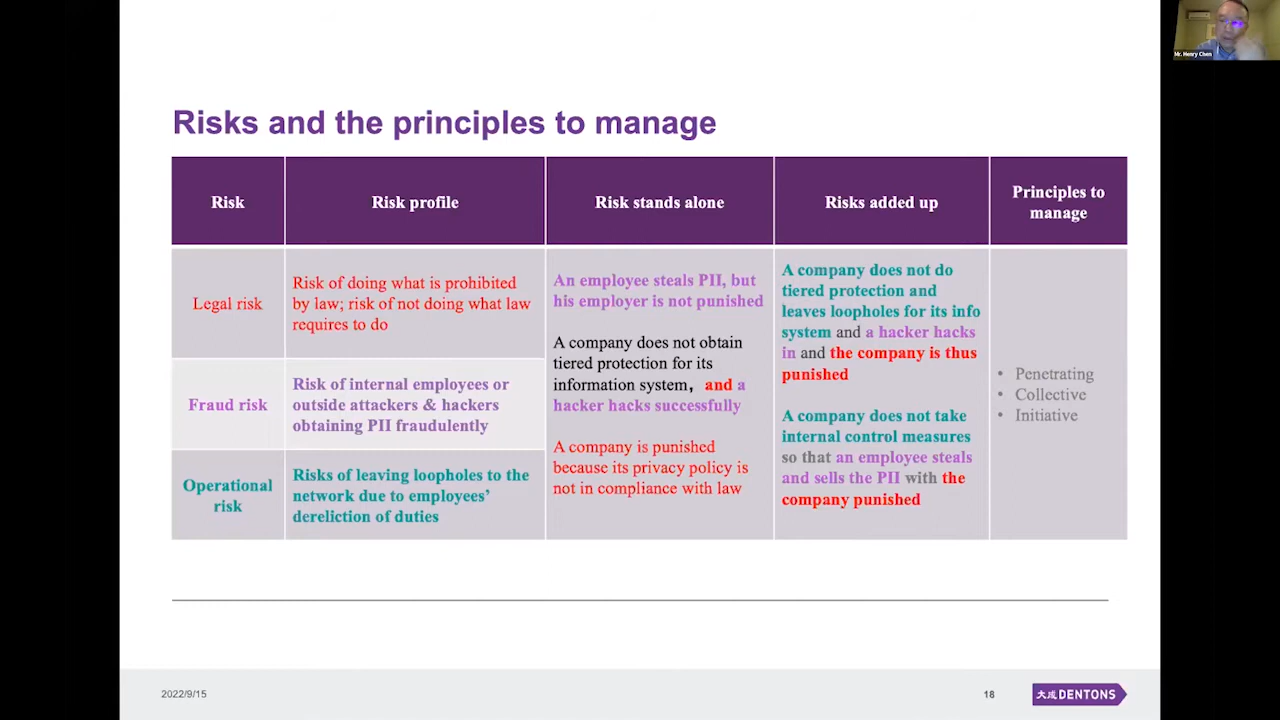 Mr. Henry Chen
Risks and the principles to manage
Risk
Risk profile
Risk stands alone
Risks added up
Principles to
manage
Legal risk
Risk of doing what is prohibited
by law; risk of not doing what law
requires to do
Fraud risk
Risk of internal employees or
outside attackers & hackers
obtaining PII fraudulently
Operational
risk
Risks of leaving loopholes to the
network due to employees’
dereliction of duties
An employee steals PII, but
his employer is not punished
A company does not obtain
tiered protection for its
information system， and a
hacker hacks successfully
A company is punished
because its privacy policy is
not in compliance with law
A company does not do
tiered protection and
leaves loopholes for its info
system and a hacker hacks
in and the company is thus
punished
A company does not take
internal control measures
so that an employee steals
and sells the PII with the
company punished
• Penetrating
• Collective
• Initiative
2022/9/15
18
大成 DENTONS